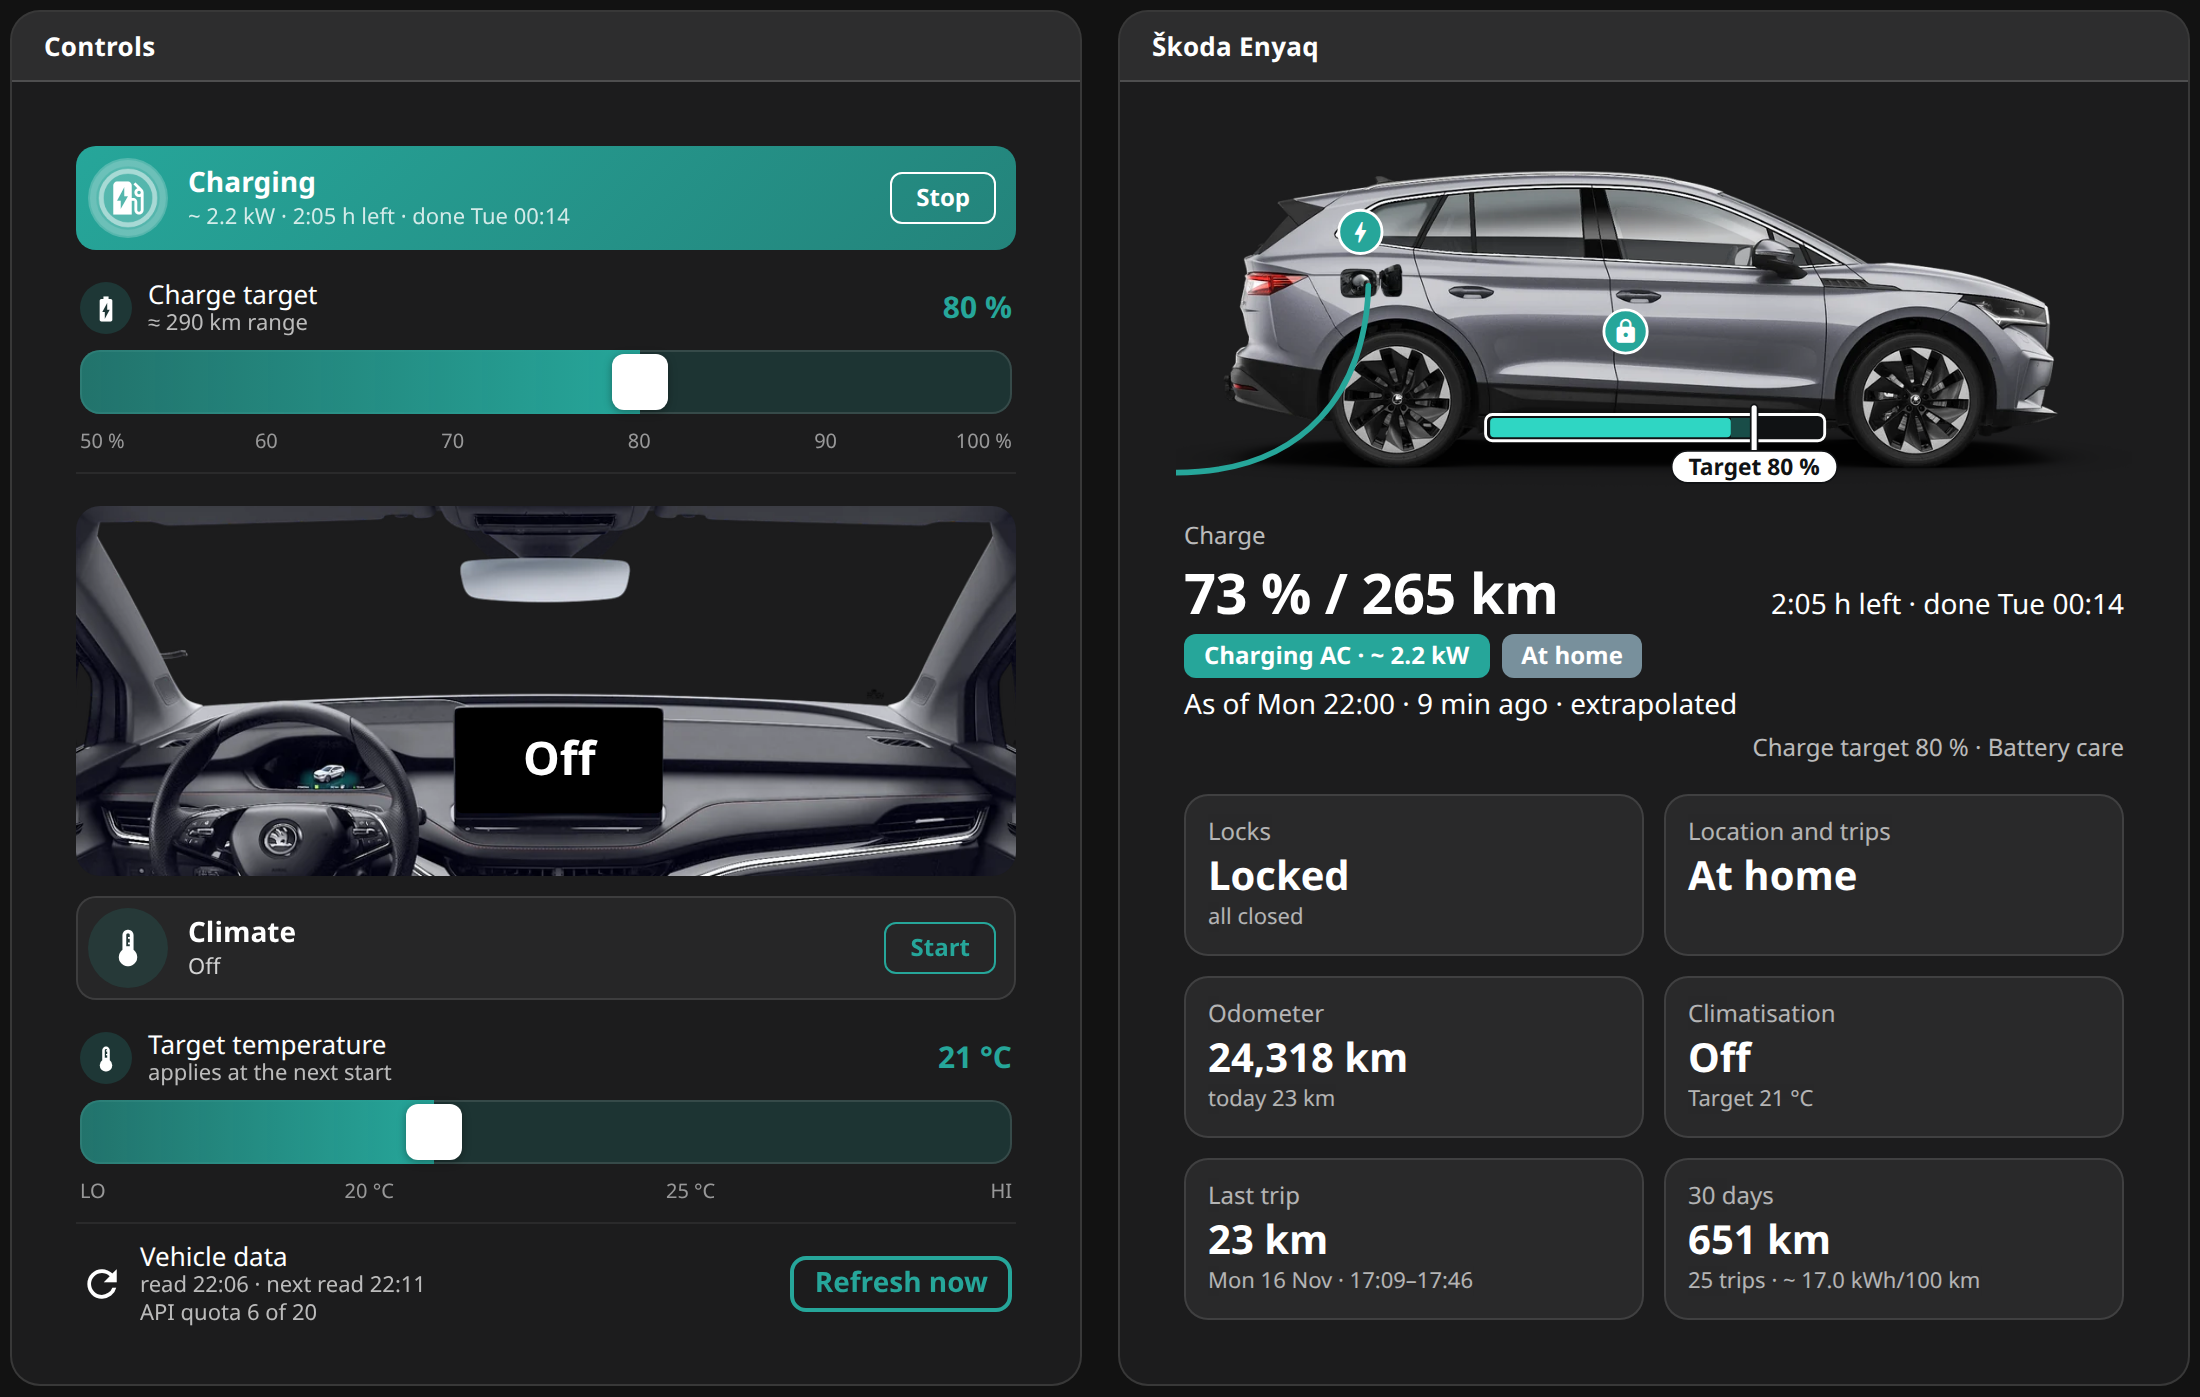 Controls
Charging
~ 2.2 kW · 2:05 h left · done Tue 00:14
Stop
Charge target
≈ 290 km range
80 %
50 %
60
70
80
90
100 %
Off
Climate
Off
Start
Target temperature
applies at the next start
21 °C
LO
20 °C
25 °C
HI
Vehicle data
read 22:06 · next read 22:11
API quota 6 of 20
Refresh now
Škoda Enyaq
Target 80 %
Charge
73 % / 265 km
2:05 h left · done Tue 00:14
Charging AC · ~ 2.2 kW
At home
As of Mon 22:00 · 9 min ago · extrapolated
Charge target 80 % · Battery care
Locks
Locked
all closed
Location and trips
At home
Odometer
24,318 km
today 23 km
Climatisation
Off
Target 21 °C
Last trip
23 km
Mon 16 Nov · 17:09–17:46
30 days
651 km
25 trips · ~ 17.0 kWh/100 km